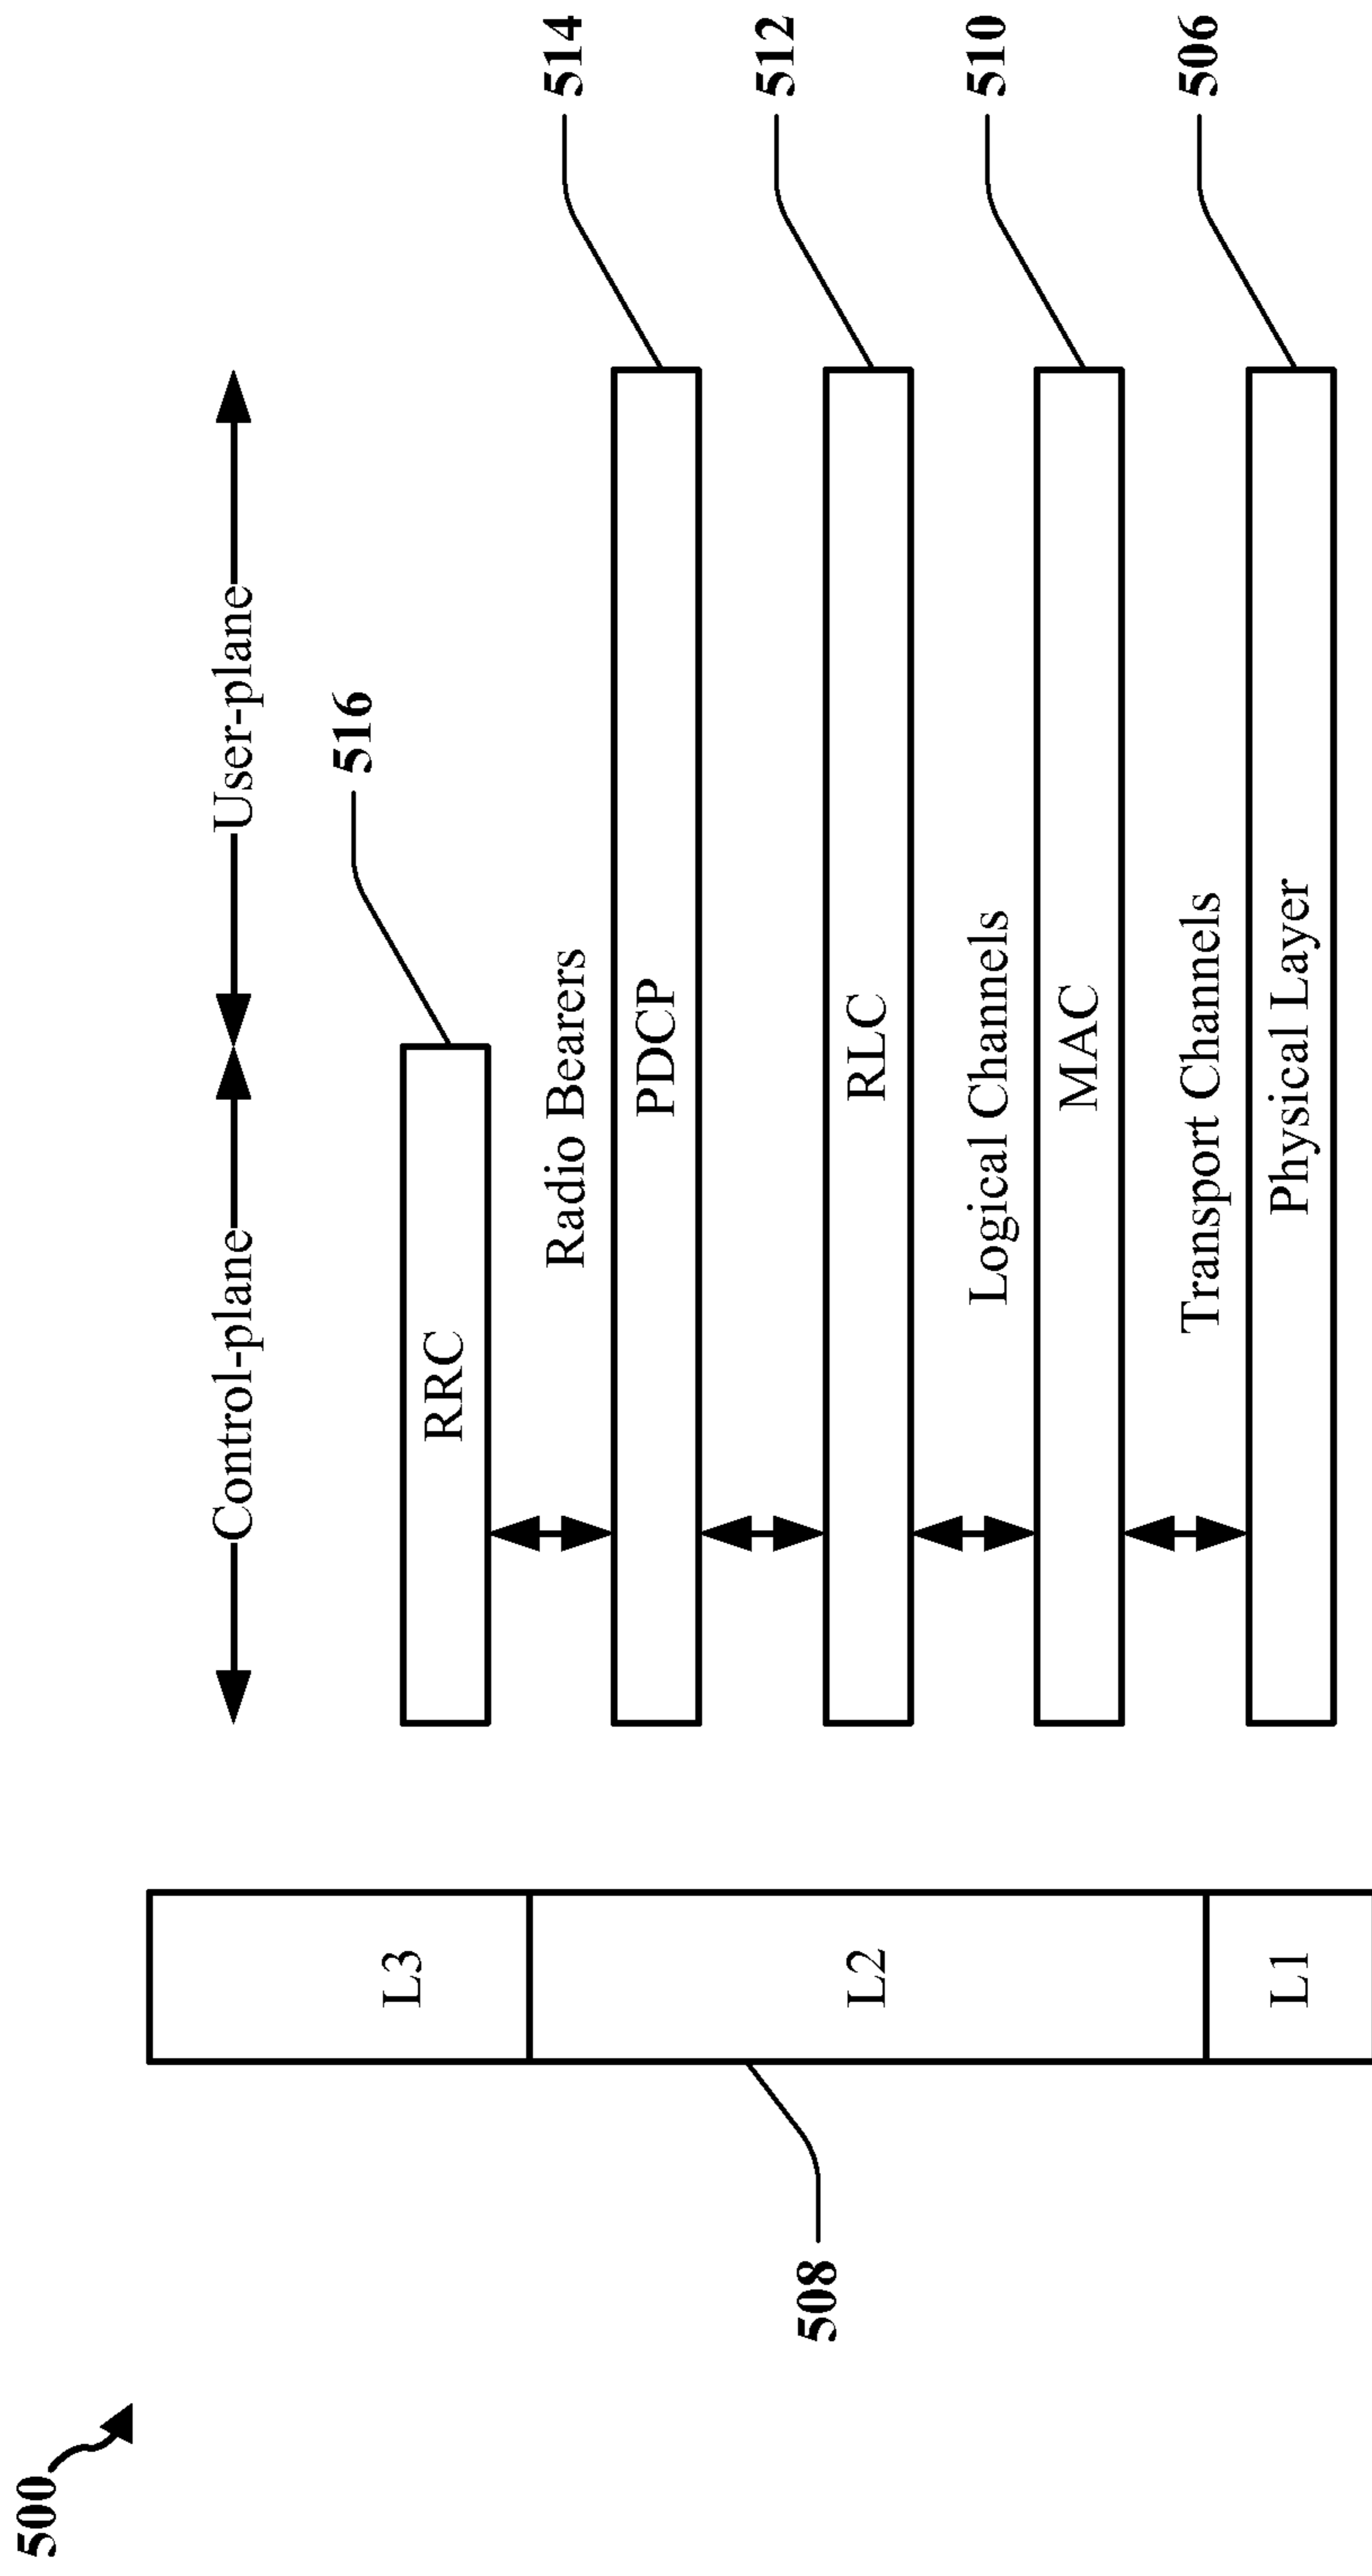 500
Control-plane
User-plane
516
RRC
L3
Radio Bearers
514
PDCP
508
L2
512
RLC
Logical Channels
510
MAC
Transport Channels
506
L1
Physical Layer